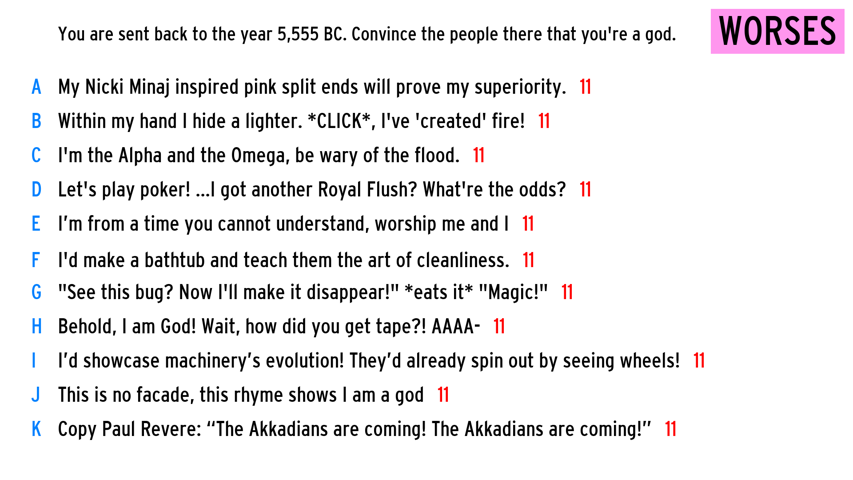 You are sent back to the year 5,555 BC. Convince the people there that you're a god.
WORSES
A My Nicki Minaj inspired pink split ends will prove my superiority. 11
B Within my hand I hide a lighter. *CLICK*, I've 'created' fire! 11
C I'm the Alpha and the Omega, be wary of the flood. 11
D Let's play poker! ...I got another Royal Flush? What're the odds? 11
E I’m from a time you cannot understand, worship me and I 11
F I'd make a bathtub and teach them the art of cleanliness. 11
G "See this bug? Now I'll make it disappear!" *eats it* "Magic!" 11
H Behold, I am God! Wait, how did you get tape?! AAAA- 11
I I’d showcase machinery’s evolution! They’d already spin out by seeing wheels! 11
J This is no facade, this rhyme shows I am a god 11
K Copy Paul Revere: “The Akkadians are coming! The Akkadians are coming!” 11